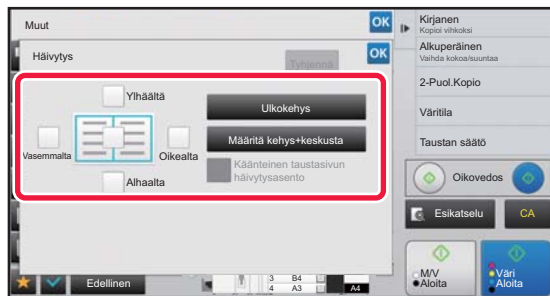 Muut
OK
Häivytys
Tyhjennä
OK
Ylhäältä
Vasemmalta
Oikealta
Alhaalta
Ulkokehys
Määritä kehys+keskusta
Käänteinen taustasivun
häivytysasento
Edellinen
3 B4
4 A3
A4
Kirjanen
Kopioi vihkoksi
Alkuperäinen
Vaihda kokoa/suuntaa
2-Puol.Kopio
Väritila
Taustan säätö
Oikovedos
Esikatselu
CA
M/V
Aloita
Väri
Aloita